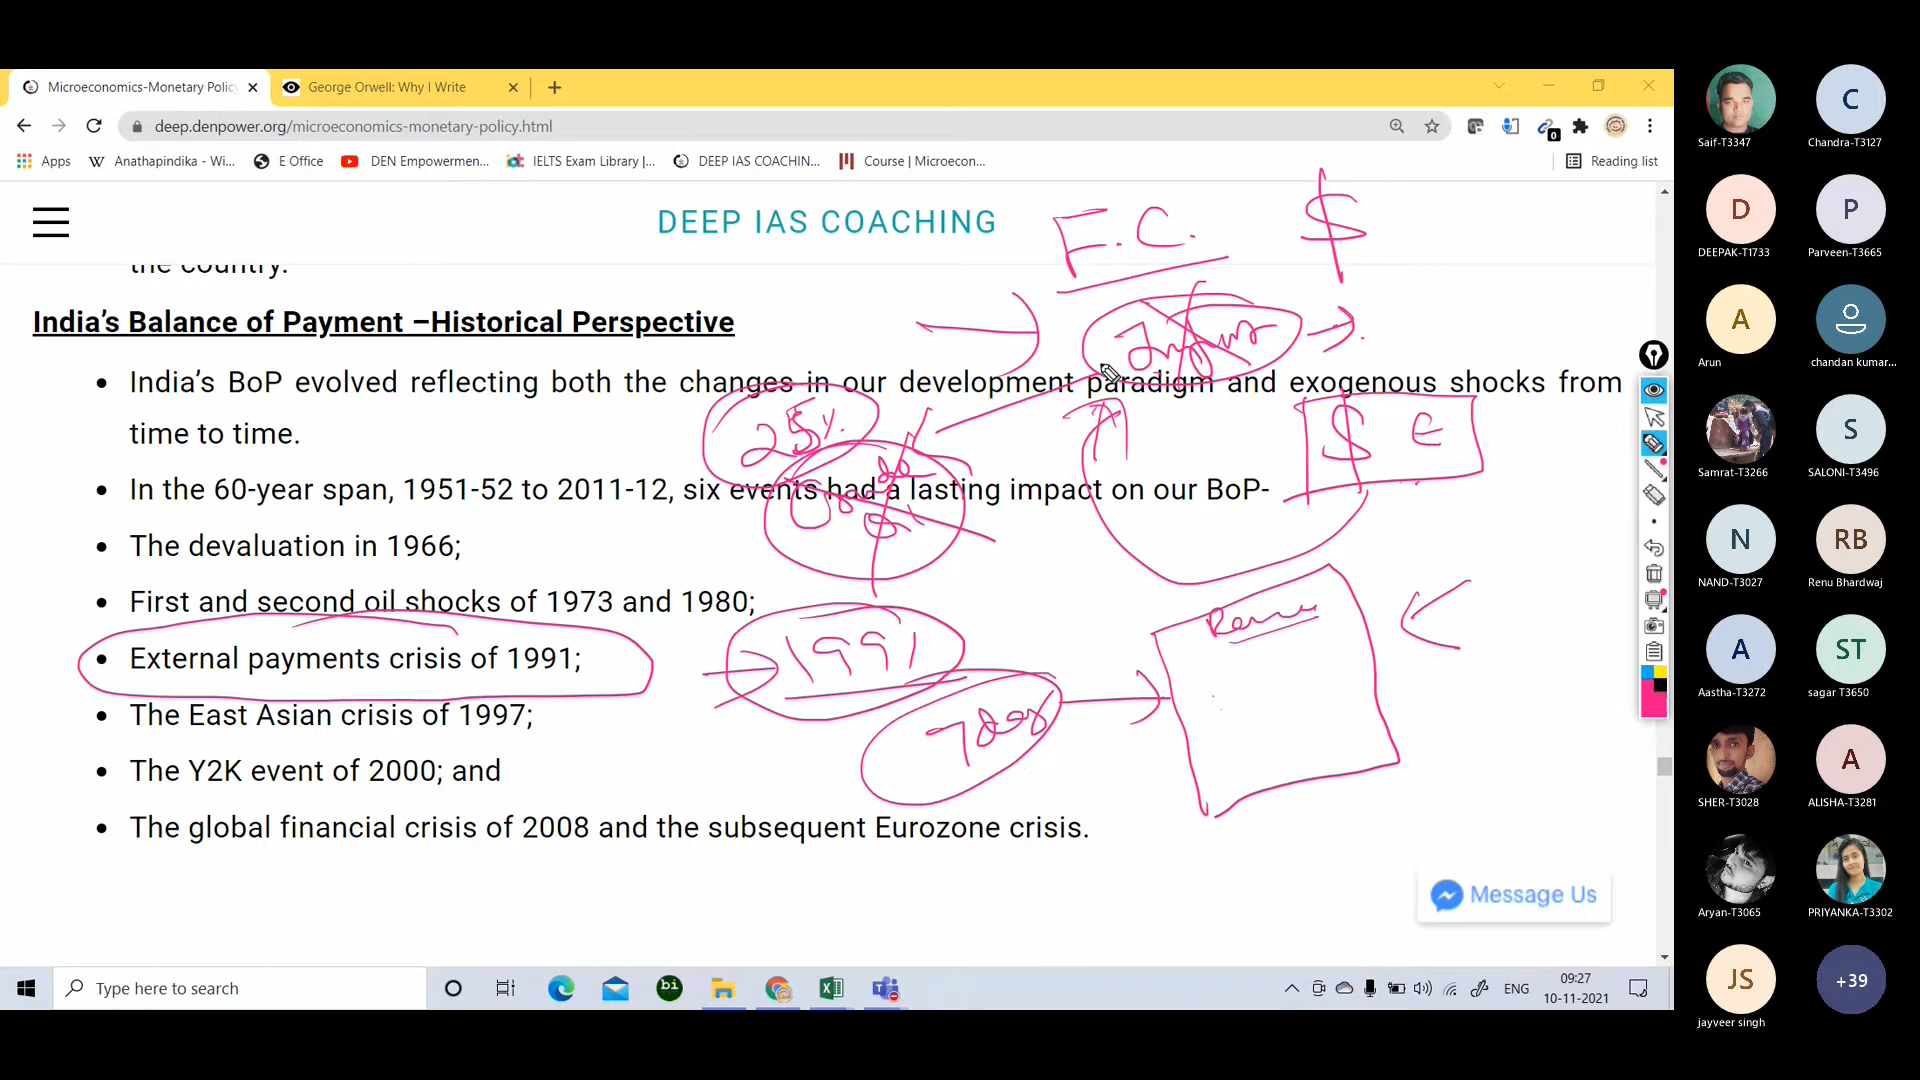 Microeconomics-Monetary Polic
George Orwell: Why I Write
deep.denpower.org/microeconomics-monetary-policy.html
Apps
Anathapindika - Wi...
E Office
DEN Empowermen...
IELTS Exam Library |...
DEEP IAS COACHIN...
Course | Microecon...
Reading list
DEEP IAS COACHING
F.C. $
the country.
India's Balance of Payment –Historical Perspective
• India's BoP evolved reflecting both the changes in our development paradigm and exogenous shocks from
time to time.
25%
$ €
• In the 60-year span, 1951-52 to 2011-12, six events had a lasting impact on our BoP-
• The devaluation in 1966;
• First and second oil shocks of 1973 and 1980;
• External payments crisis of 1991;
1991
• The East Asian crisis of 1997;
• The Y2K event of 2000; and
• The global financial crisis of 2008 and the subsequent Eurozone crisis.
Message Us
Type here to search
ENG
09:27
10-11-2021
Saif-T3347
C
Chandra-T3127
D
DEEPAK-T1733
P
Parveen-T3665
A
Arun
chandan kumar...
Samrat-T3266
S
SALONI-T3496
N
NAND-T3027
RB
Renu Bhardwaj
A
Aastha-T3272
ST
sagar T3650
SHER-T3028
A
ALISHA-T3281
Aryan-T3065
PRIYANKA-T3302
JS
jayveer singh
+39